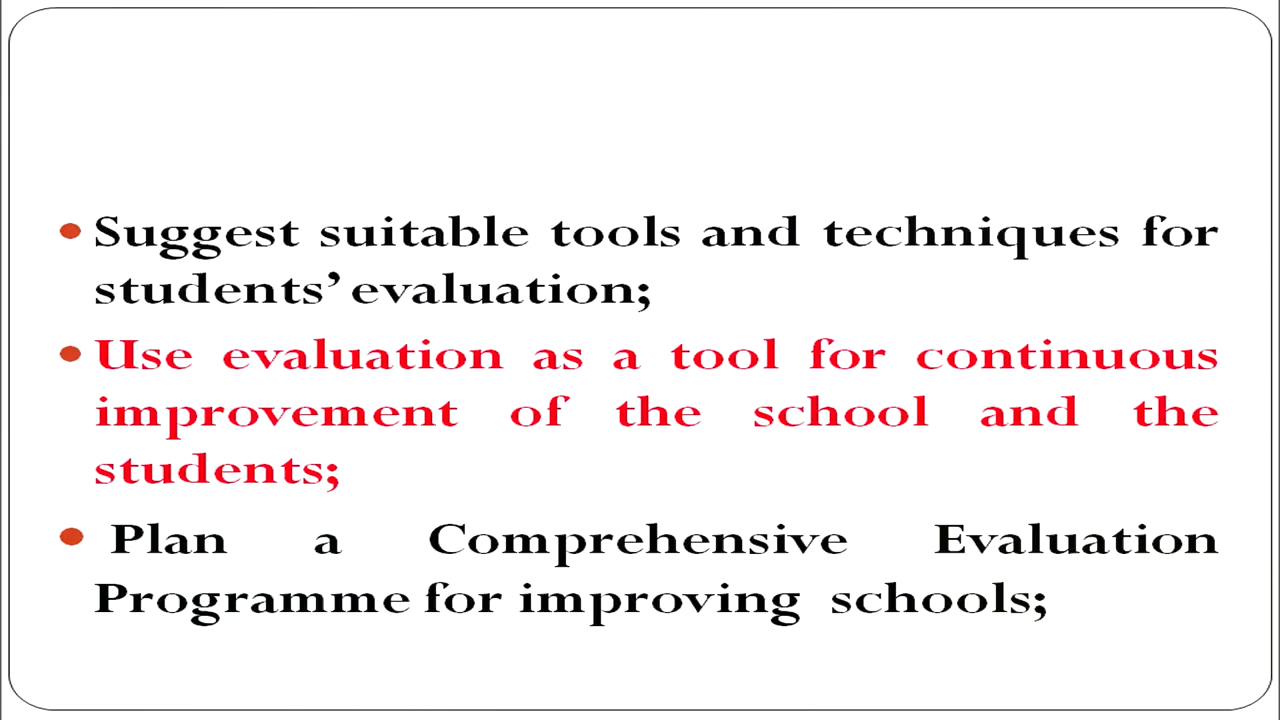 • Suggest suitable tools and techniques for
students’ evaluation;
• Use evaluation as a tool for continuous
improvement of the school and the
students;
• Plan a Comprehensive Evaluation
Programme for improving schools;